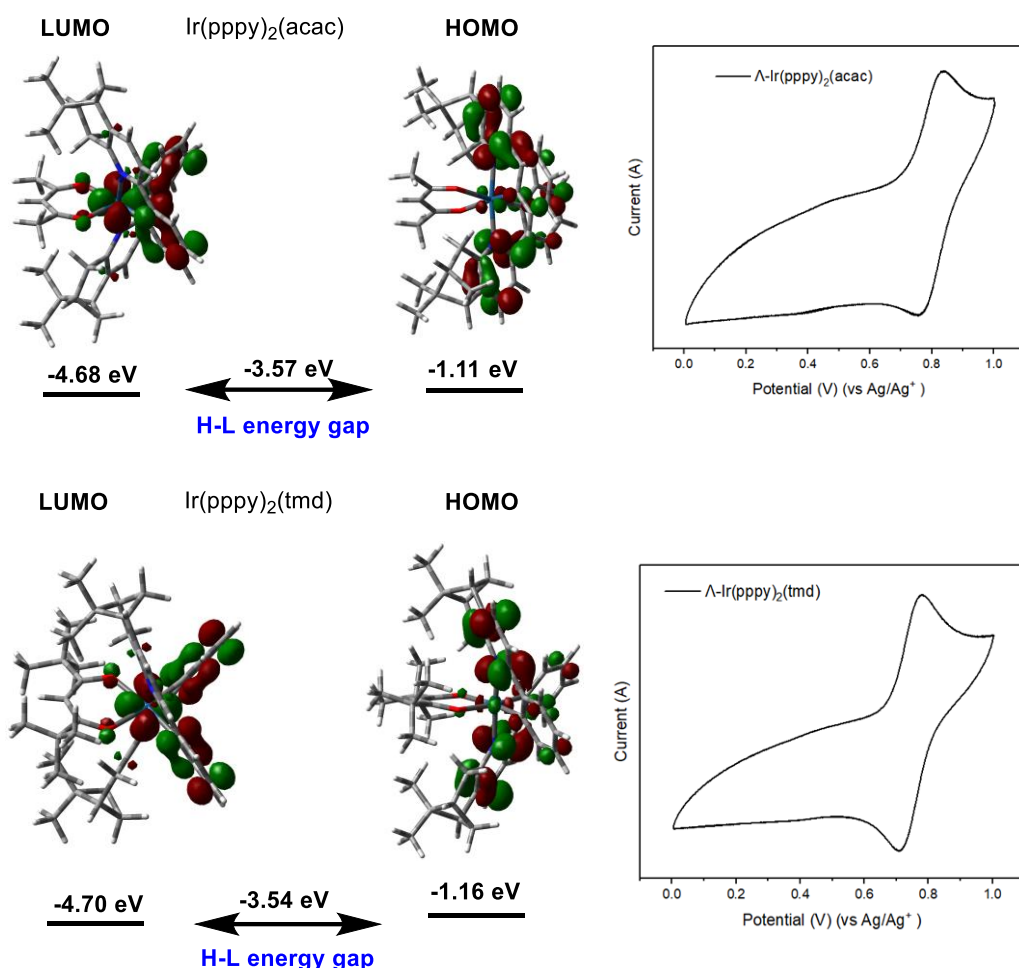 LUMO Ir(pppy)₂(acac) HOMO
-4.68 eV -3.57 eV -1.11 eV
H-L energy gap
Λ-Ir(pppy)₂(acac)
Current (A)
0.0 0.2 0.4 0.6 0.8 1.0
Potential (V) (vs Ag/Ag⁺ )
LUMO Ir(pppy)₂(tmd) HOMO
-4.70 eV -3.54 eV -1.16 eV
H-L energy gap
Λ-Ir(pppy)₂(tmd)
Current (A)
0.0 0.2 0.4 0.6 0.8 1.0
Potential (V) (vs Ag/Ag⁺ )